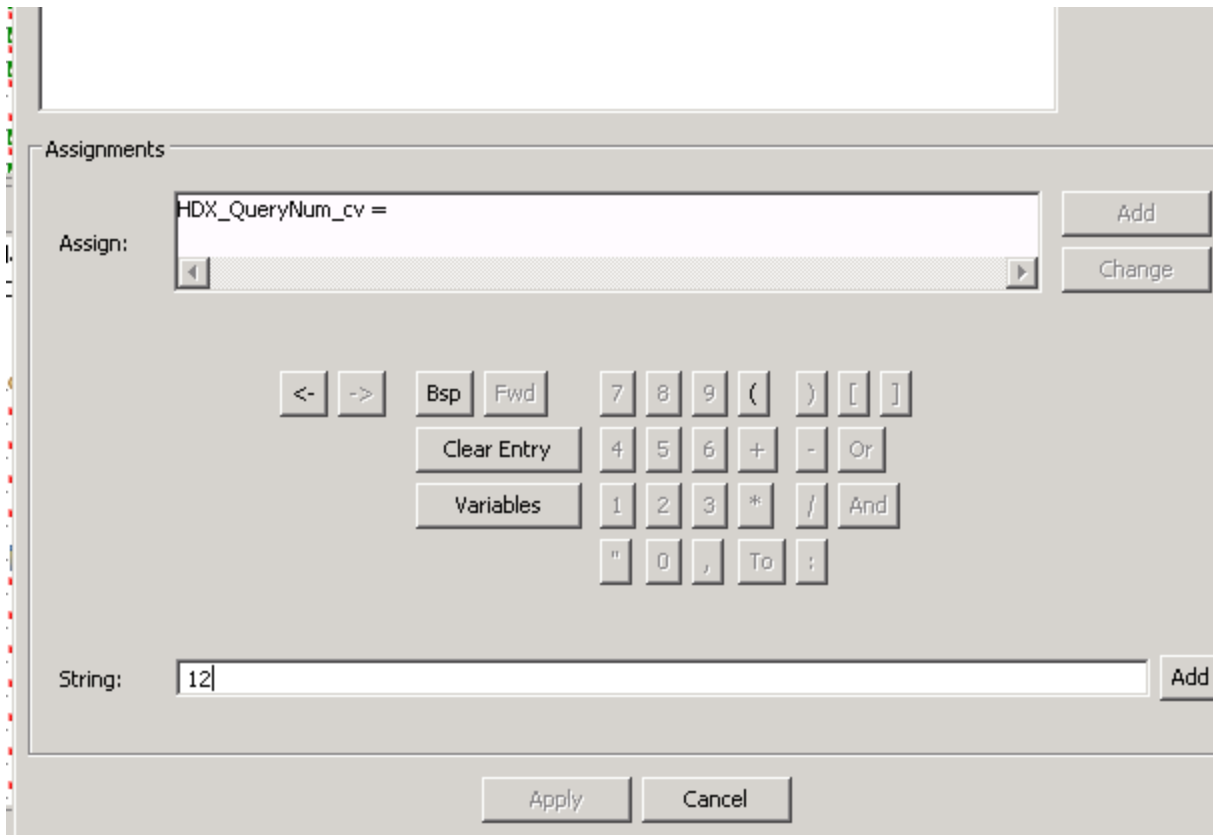 Assignments
Assign:
HDX_QueryNum_cv =
Add
Change
<- -> Bsp Fwd 7 8 9 ( ) [ ]
Clear Entry 4 5 6 + - Or
Variables 1 2 3 * / And
" 0 , To :
String:
12
Add
Apply Cancel